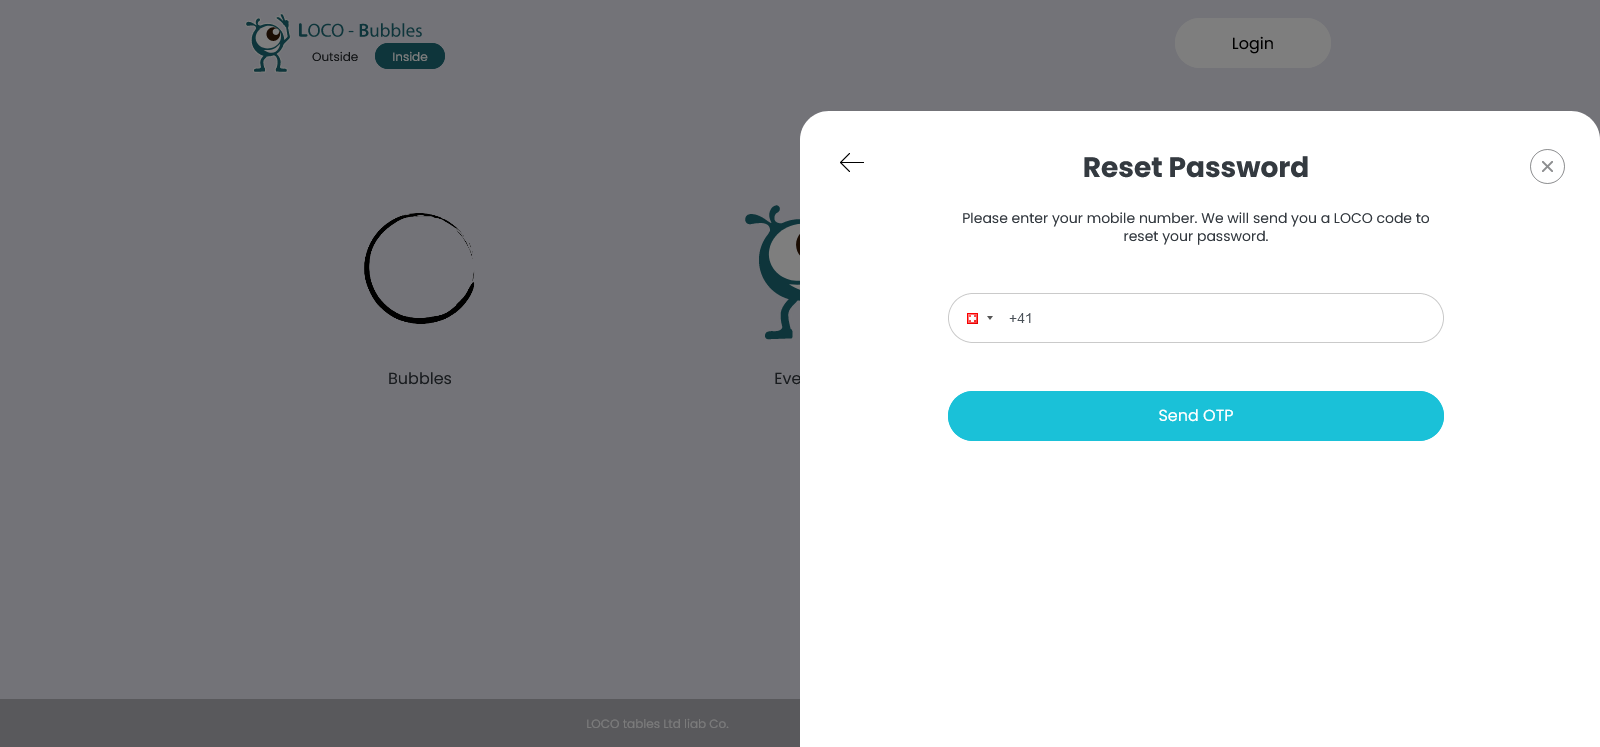 LOCO - Bubbles
Outside
Inside
Login
Reset Password
Please enter your mobile number. We will send you a LOCO code to
reset your password.
+41
Send OTP
Bubbles
LOCO tables Ltd liab Co.